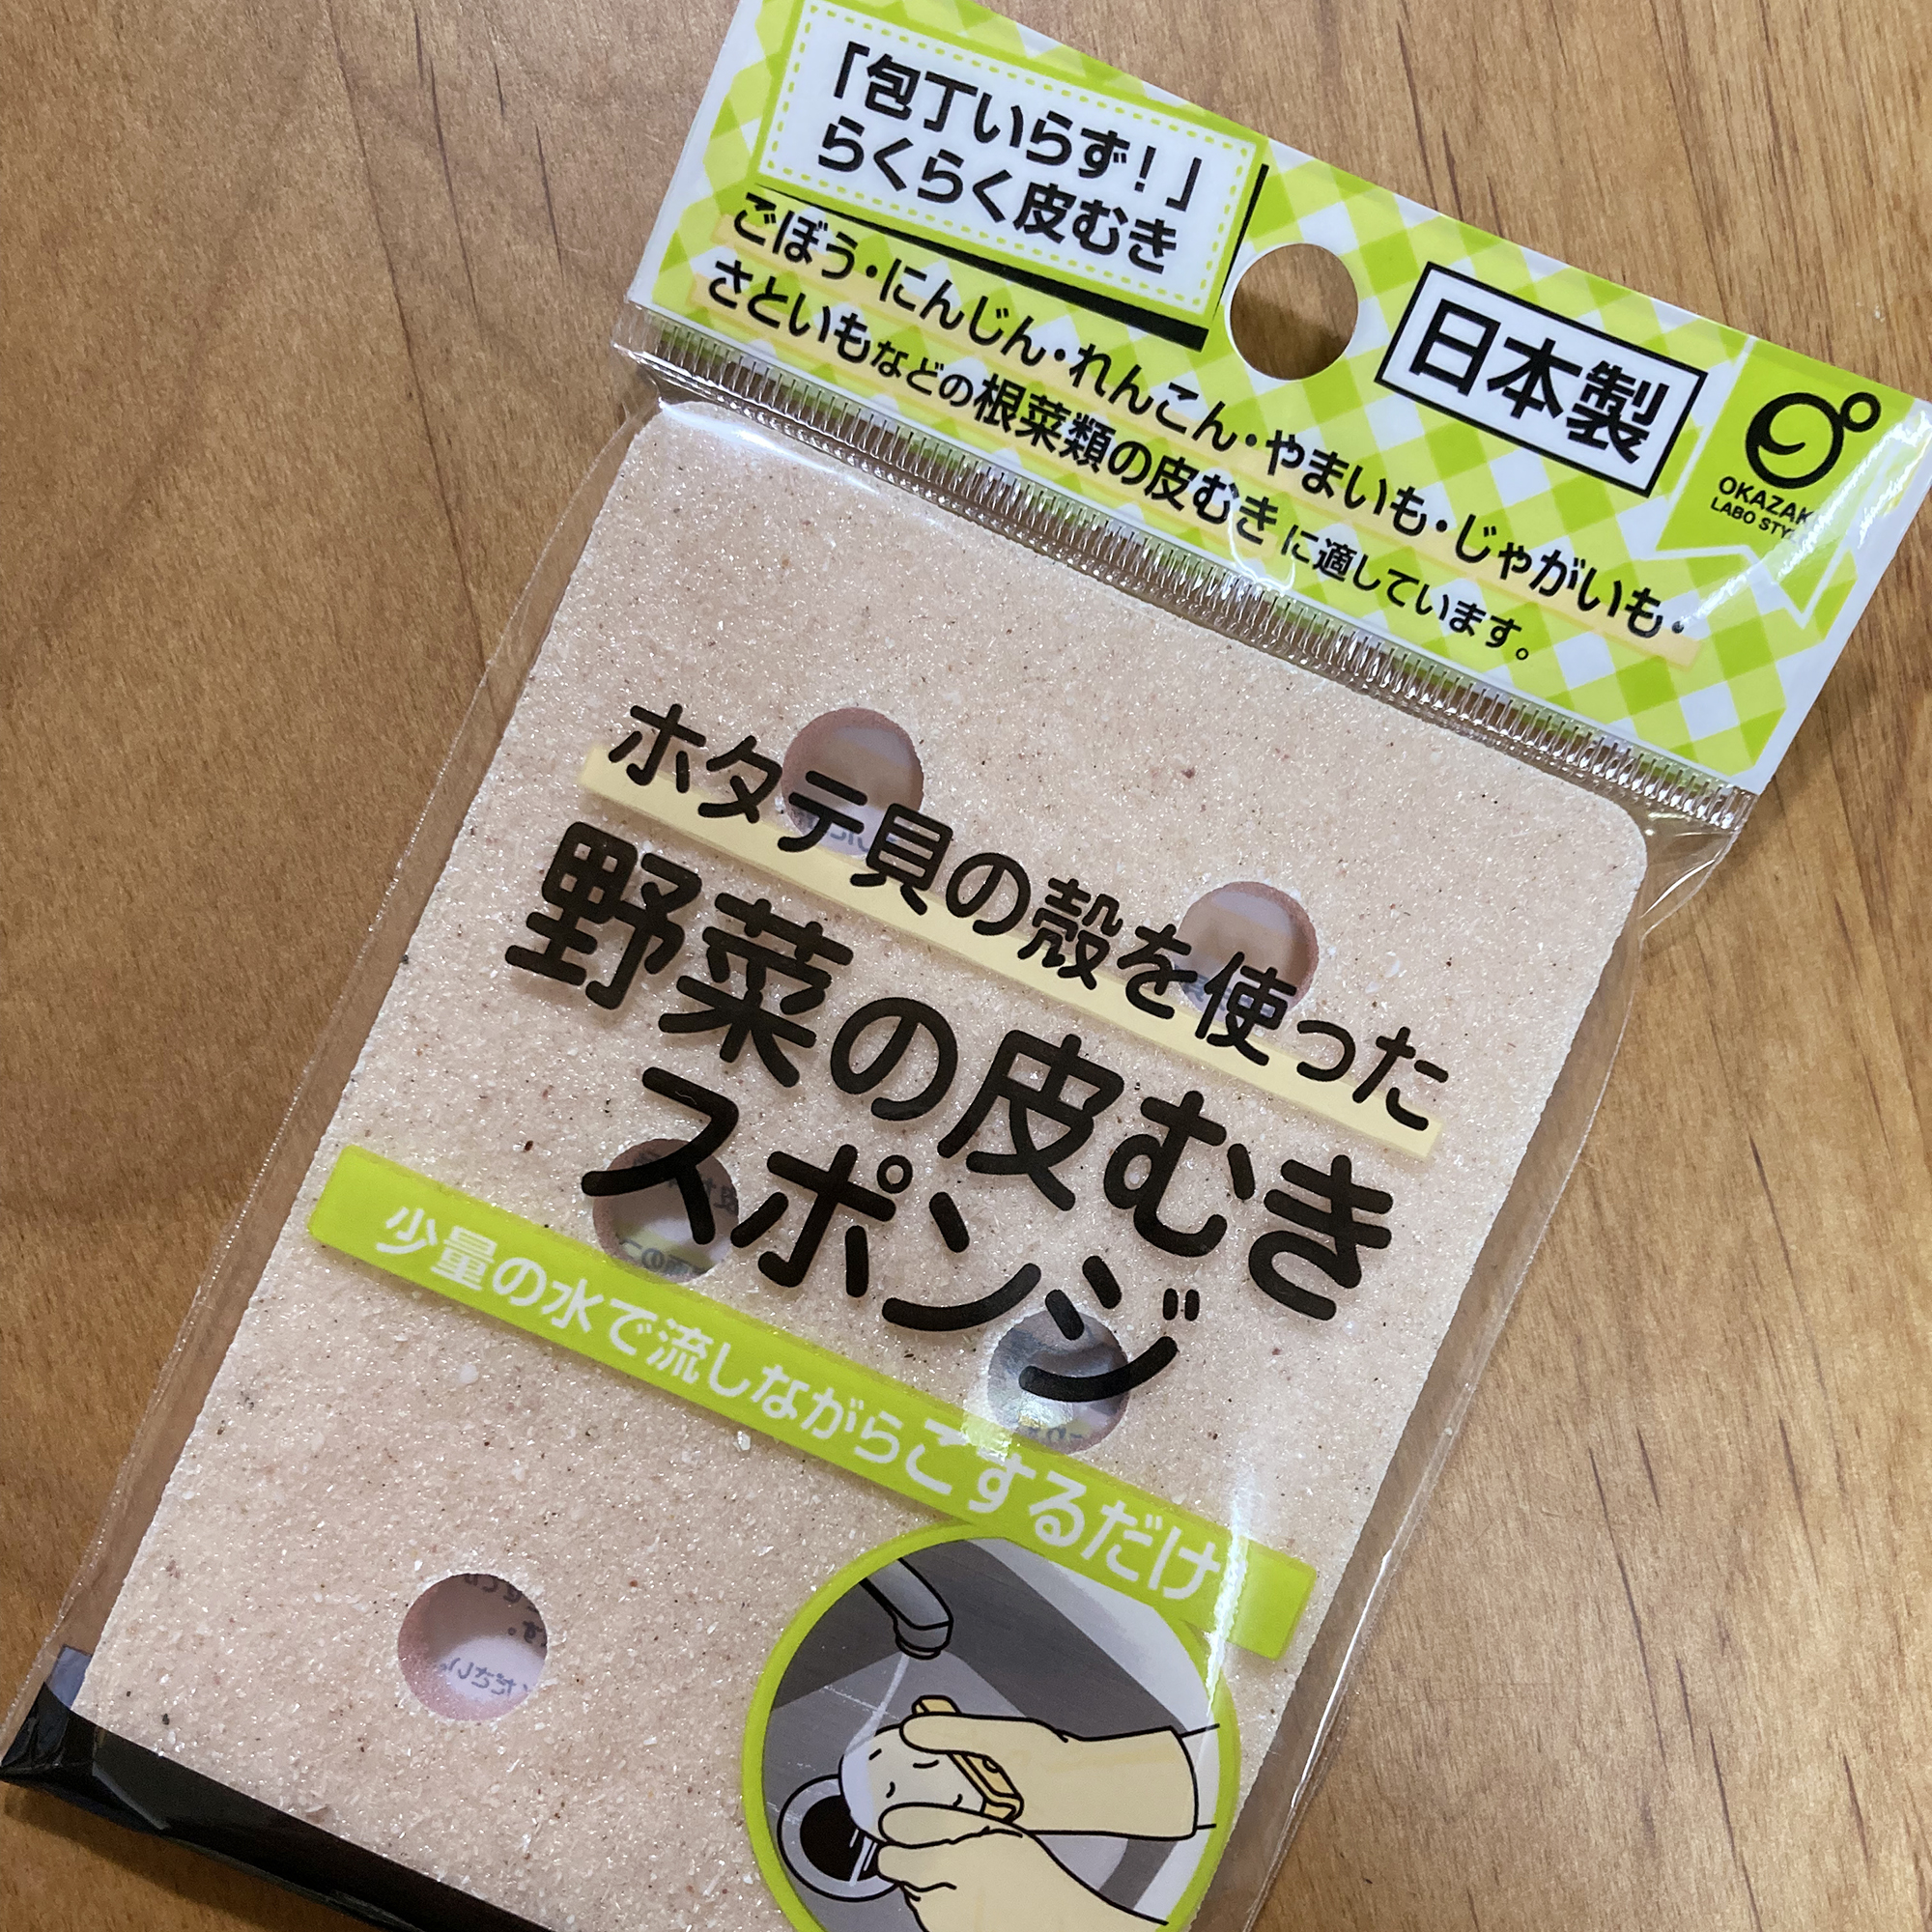 「包丁いらず！」
らくらく皮むき
ごぼう・にんじん・れんこん・やまいも・じゃがいも・
さといもなどの根菜類の皮むきに適しています。
日本製
OKAZAKI
LABO STYLE
ホタテ貝の殻を使った
野菜の皮むき
スポンジ
少量の水で流しながらこするだけ